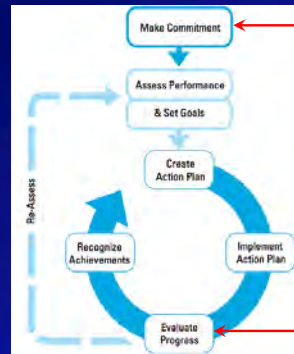 Make Commitment
Assess Performance
& Set Goals
Create
Action Plan
Re-Assess
Recognize
Achievements
Implement
Action Plan
Evaluate
Progress